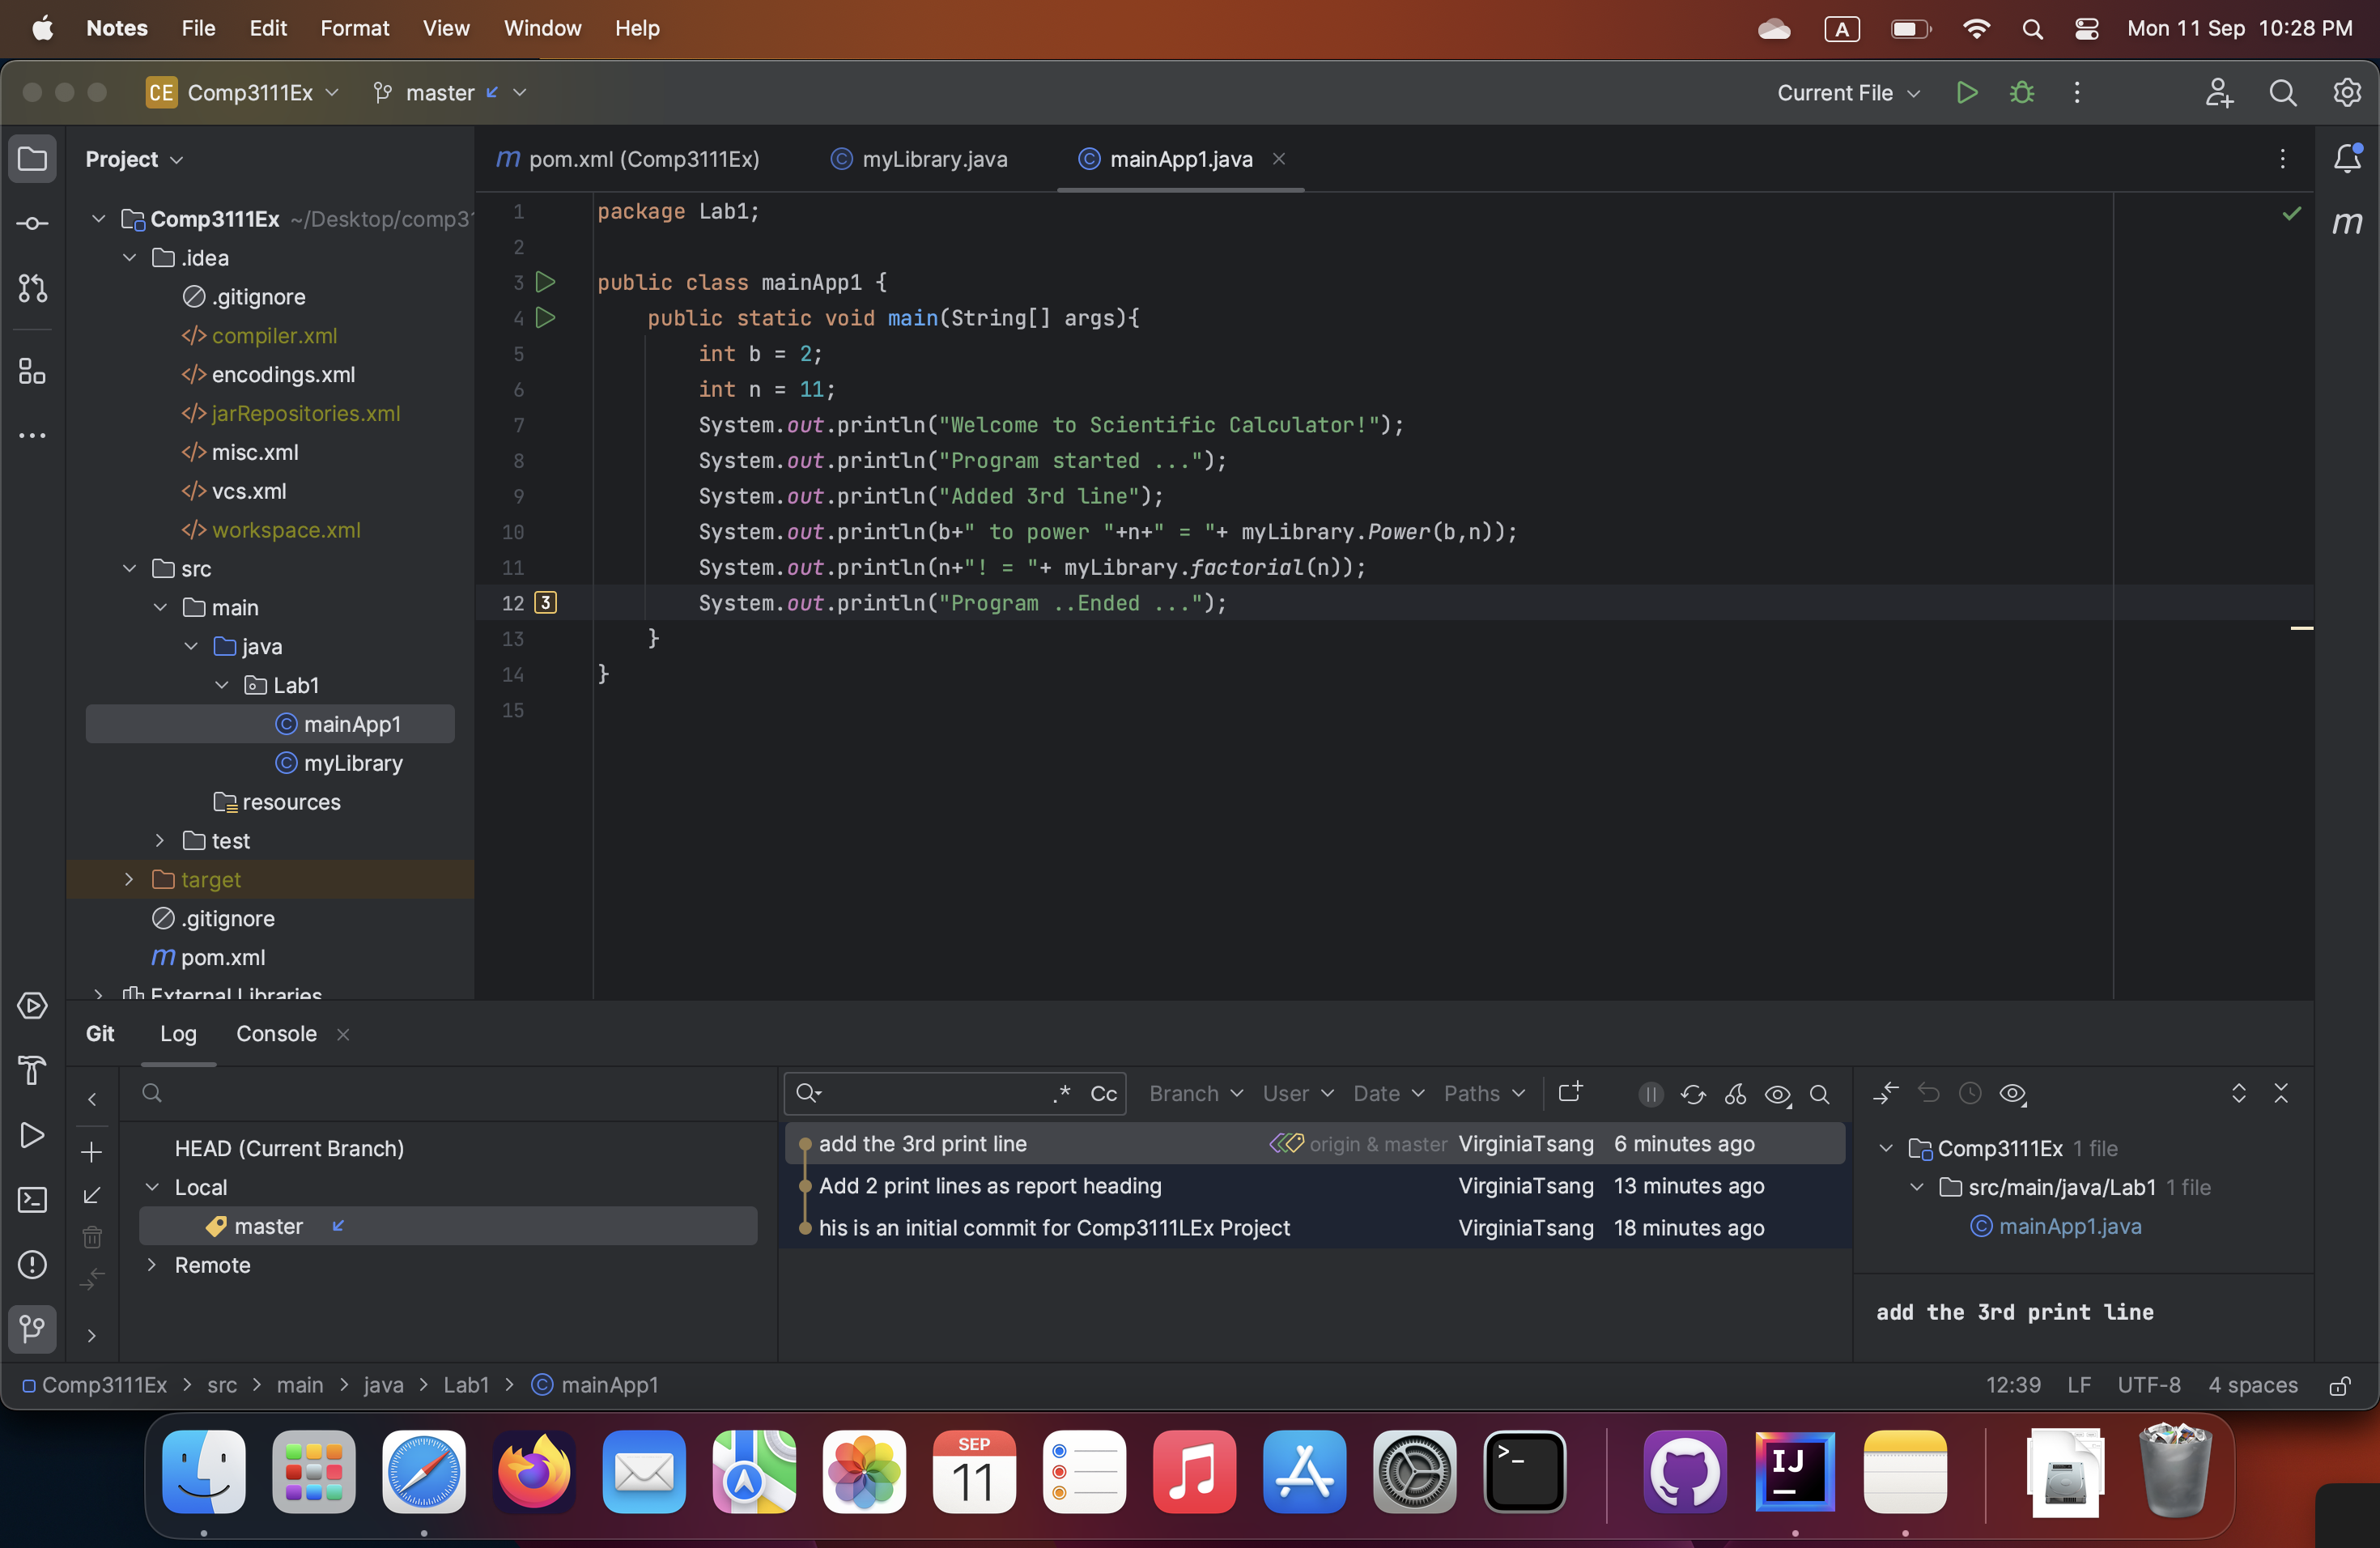 Notes File Edit Format View Window Help A Mon 11 Sep 10:28 PM
CE Comp3111Ex master Current File
Project
m pom.xml (Comp3111Ex) C myLibrary.java C mainApp1.java
Comp3111Ex ~/Desktop/comp31
.idea
.gitignore
</> compiler.xml
</> encodings.xml
</> jarRepositories.xml
</> misc.xml
</> vcs.xml
</> workspace.xml
src
main
java
Lab1
C mainApp1
C myLibrary
resources
test
target
.gitignore
m pom.xml
External Libraries
1 package Lab1;
2
3 public class mainApp1 {
4 public static void main(String[] args){
5 int b = 2;
6 int n = 11;
7 System.out.println("Welcome to Scientific Calculator!");
8 System.out.println("Program started ...");
9 System.out.println("Added 3rd line");
10 System.out.println(b+" to power "+n+" = "+ myLibrary.Power(b,n));
11 System.out.println(n+"! = "+ myLibrary.factorial(n));
12 3 System.out.println("Program ..Ended ...");
13 }
14 }
15
m
Git Log Console
HEAD (Current Branch)
Local
master
Remote
.* Cc Branch User Date Paths
add the 3rd print line origin & master VirginiaTsang 6 minutes ago
Add 2 print lines as report heading VirginiaTsang 13 minutes ago
his is an initial commit for Comp3111LEx Project VirginiaTsang 18 minutes ago
Comp3111Ex 1 file
src/main/java/Lab1 1 file
C mainApp1.java
add the 3rd print line
Comp3111Ex > src > main > java > Lab1 > C mainApp1 12:39 LF UTF-8 4 spaces
SEP
11
>_
IJ